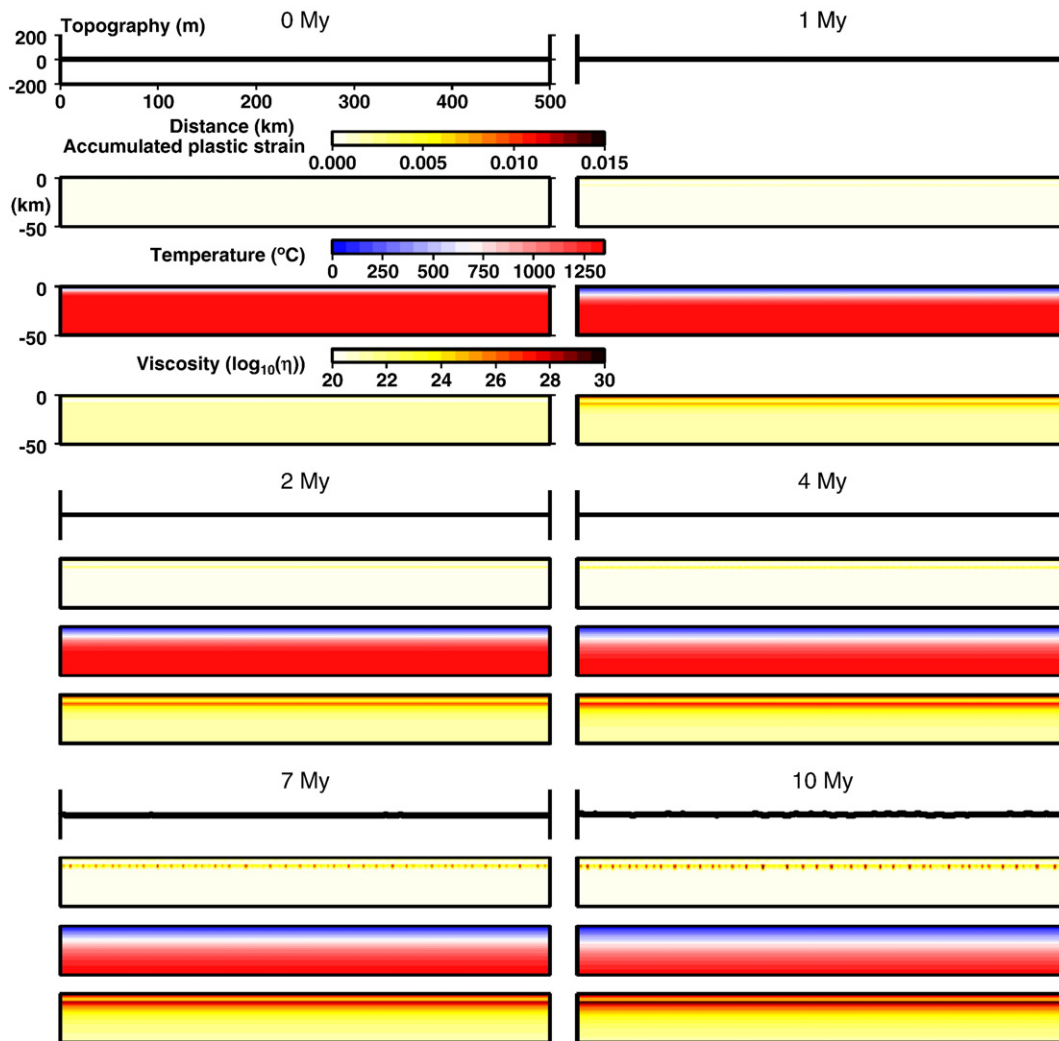 Topography (m)
0 My
1 My
200
0
-200
0 100 200 300 400 500
Distance (km)
Accumulated plastic strain
0.000 0.005 0.010 0.015
0
(km)
-50
Temperature (°C)
0 250 500 750 1000 1250
0
-50
Viscosity (log₁₀(η))
20 22 24 26 28 30
0
-50
2 My
4 My
7 My
10 My